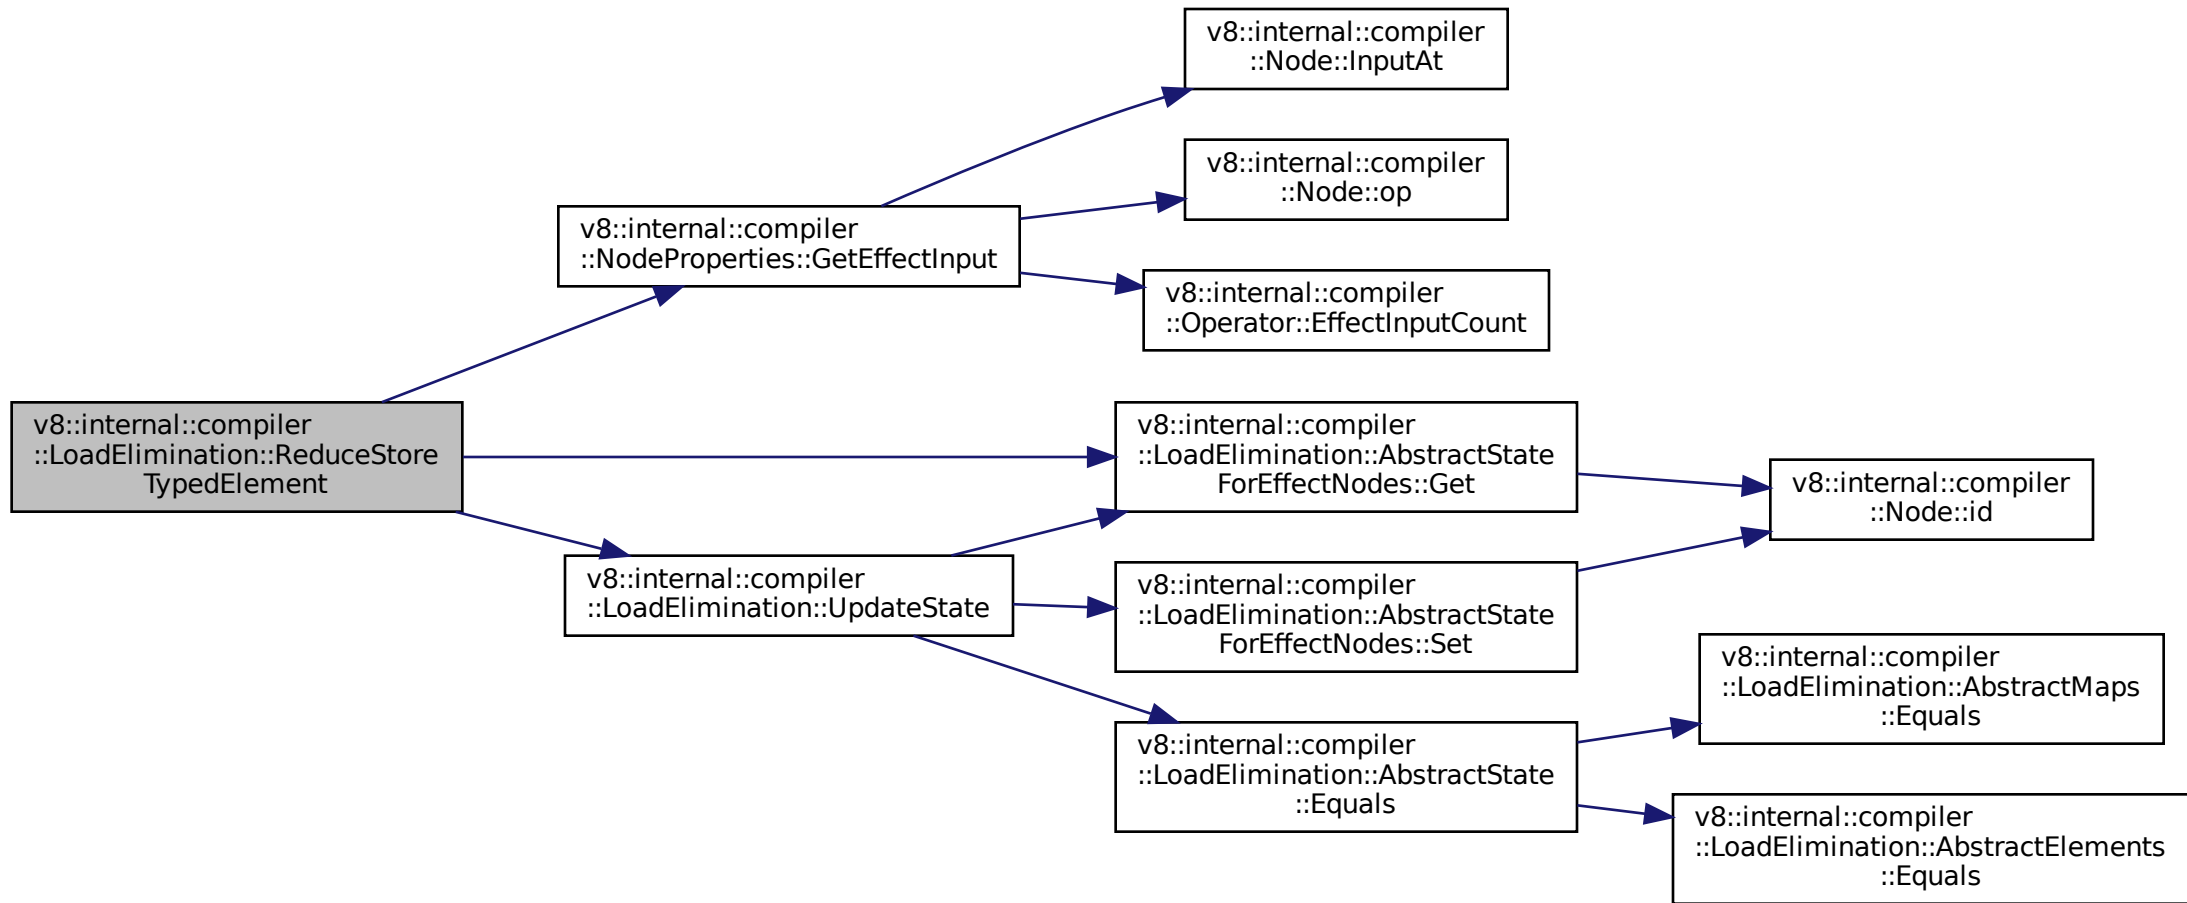 v8::internal::compiler
::Node::InputAt
v8::internal::compiler
::Node::op
v8::internal::compiler
::NodeProperties::GetEffectInput
v8::internal::compiler
::Operator::EffectInputCount
v8::internal::compiler
::LoadElimination::ReduceStore
TypedElement
v8::internal::compiler
::LoadElimination::AbstractState
ForEffectNodes::Get
v8::internal::compiler
::Node::id
v8::internal::compiler
::LoadElimination::UpdateState
v8::internal::compiler
::LoadElimination::AbstractState
ForEffectNodes::Set
v8::internal::compiler
::LoadElimination::AbstractMaps
::Equals
v8::internal::compiler
::LoadElimination::AbstractState
::Equals
v8::internal::compiler
::LoadElimination::AbstractElements
::Equals